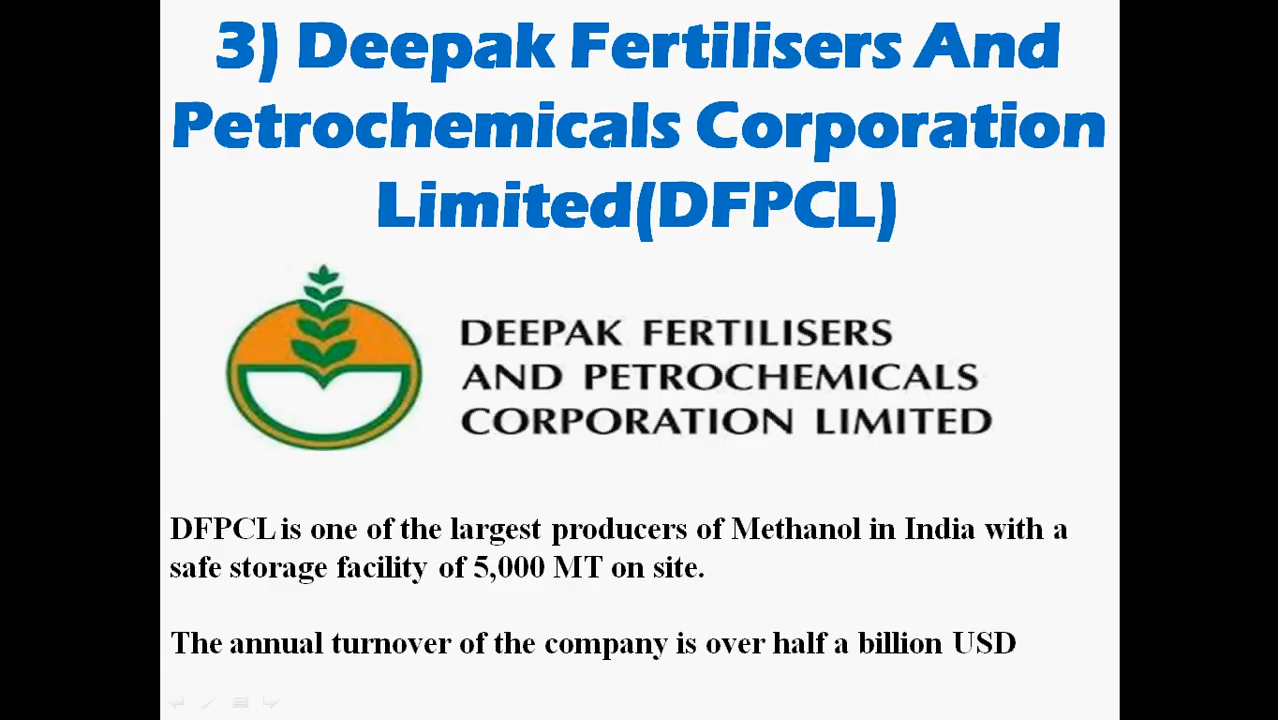 3) Deepak Fertilisers And
Petrochemicals Corporation
Limited(DFPCL)
DEEPAK FERTILISERS
AND PETROCHEMICALS
CORPORATION LIMITED
DFPCL is one of the largest producers of Methanol in India with a
safe storage facility of 5,000 MT on site.
The annual turnover of the company is over half a billion USD